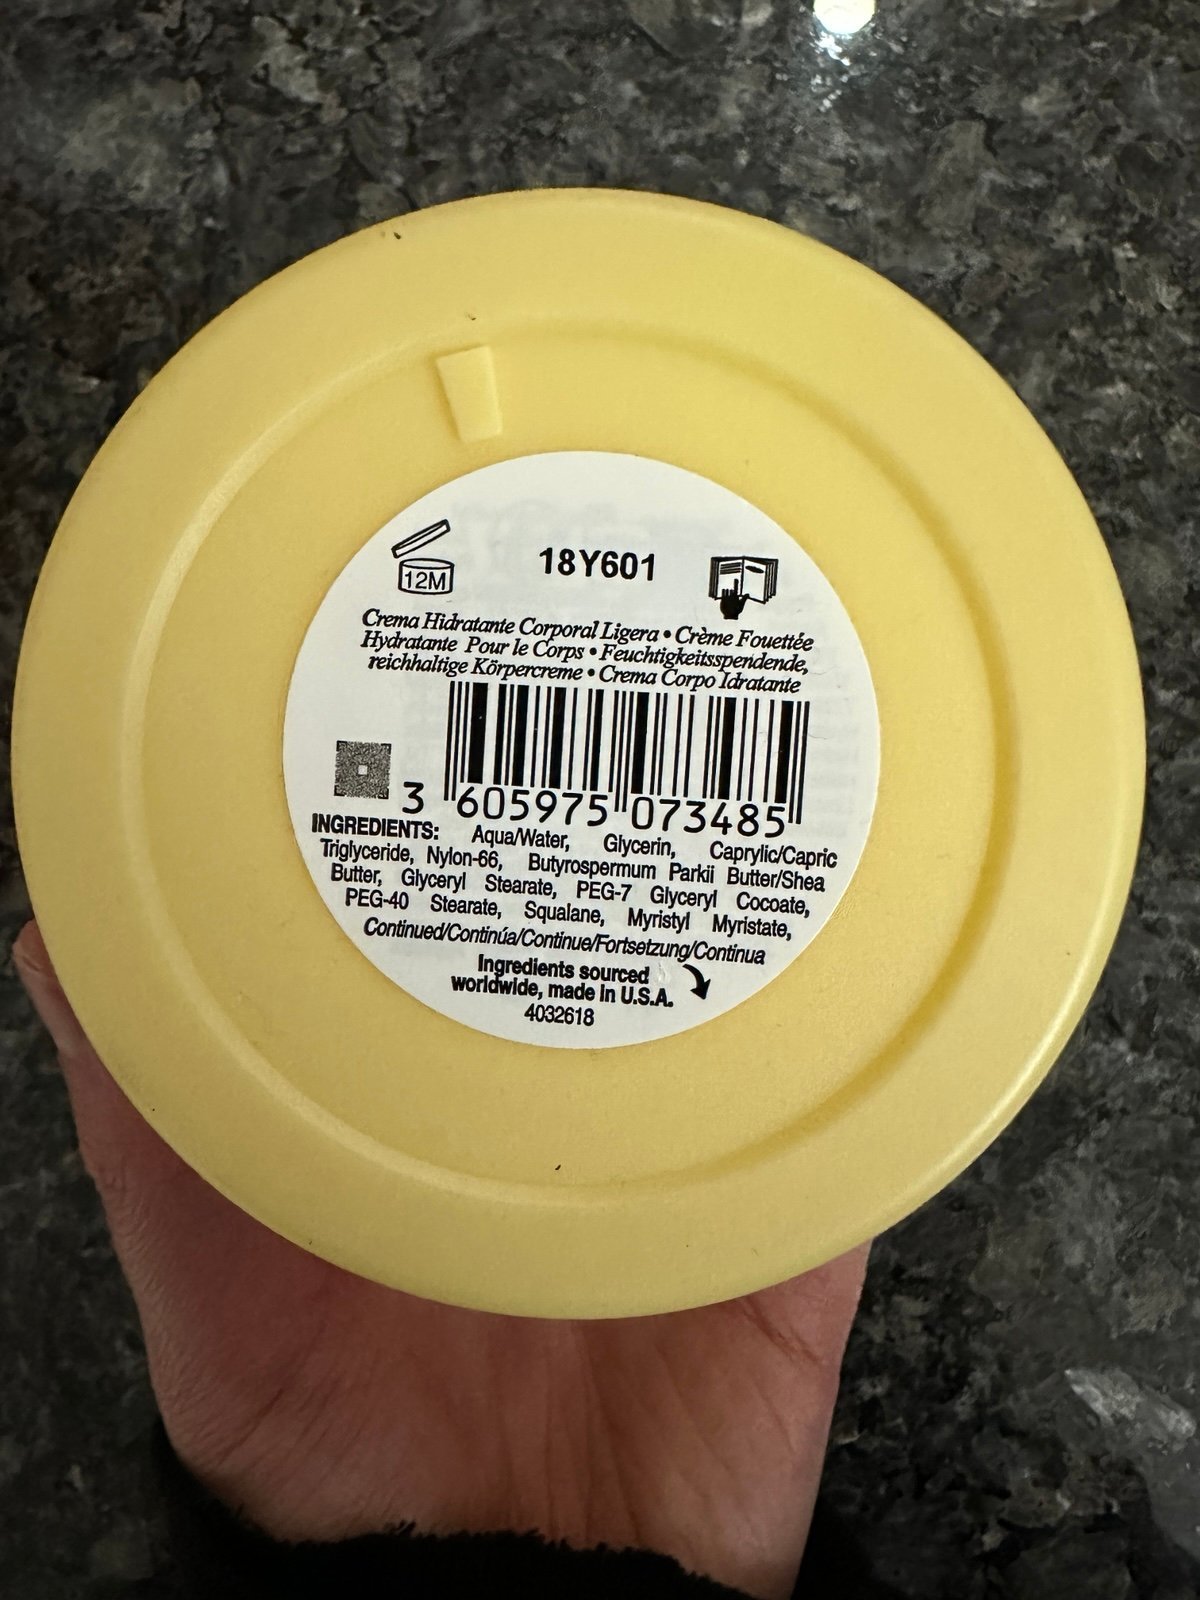 12M
18Y601
Crema Hidratante Corporal Ligera • Crème Fouettée
Hydratante Pour le Corps • Feuchtigkeitsspendende,
reichhaltige Körpercreme • Crema Corpo Idratante
3 605975 073485
INGREDIENTS: Aqua/Water, Glycerin, Caprylic/Capric
Triglyceride, Nylon-66, Butyrospermum Parkii Butter/Shea
Butter, Glyceryl Stearate, PEG-7 Glyceryl Cocoate,
PEG-40 Stearate, Squalane, Myristyl Myristate,
Continued/Continúa/Continue/Fortsetzung/Continua
Ingredients sourced
worldwide, made in U.S.A.
4032618